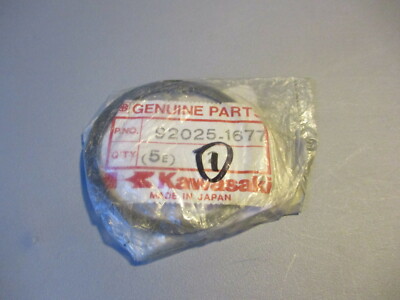 GENUINE PARTS
P.NO. 92025-1677
Q'TY (5E) 1
Kawasaki
MADE IN JAPAN